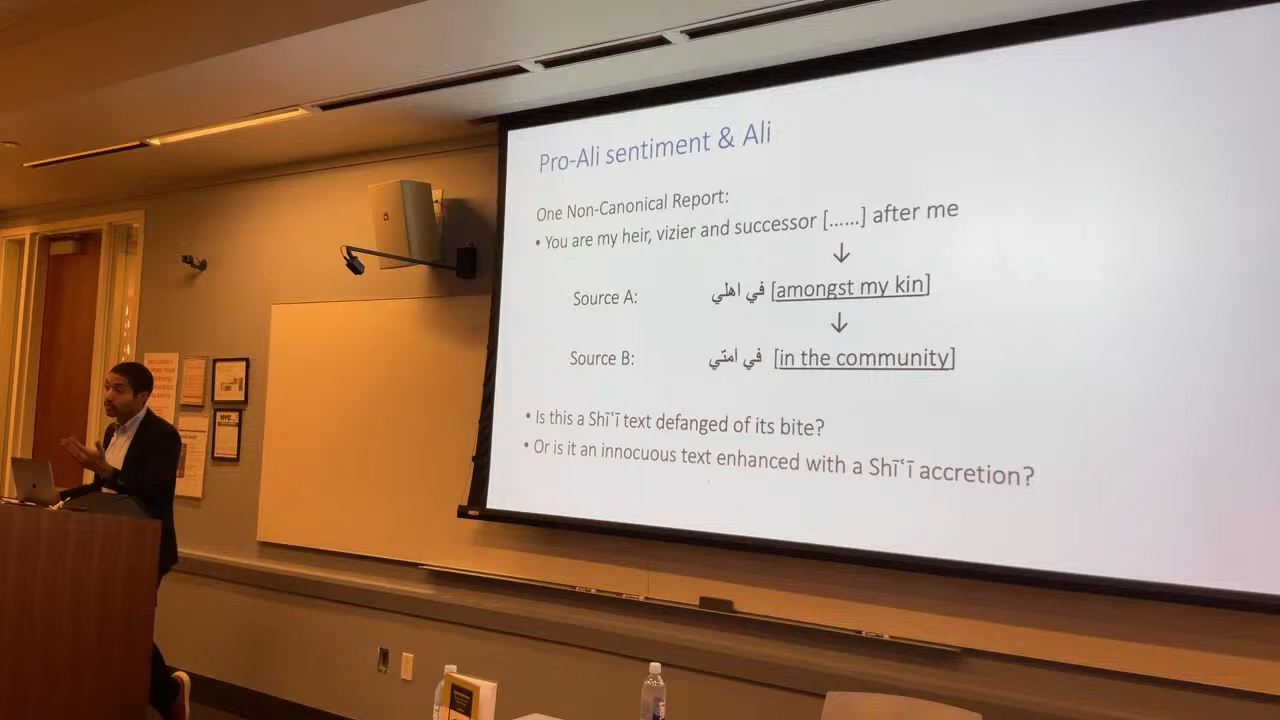 Pro-Ali sentiment & Ali
One Non-Canonical Report:
• You are my heir, vizier and successor [......] after me
↓
Source A: في اهلي [amongst my kin]
↓
Source B: في امتي [in the community]
• Is this a Shīʿī text defanged of its bite?
• Or is it an innocuous text enhanced with a Shīʿī accretion?
NYC